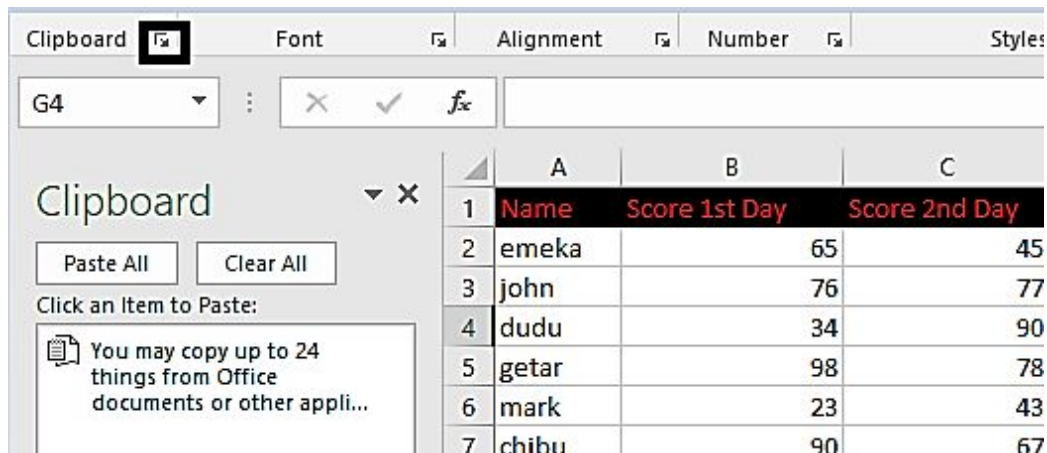 Clipboard Font Alignment Number Styles
G4 fx
Clipboard
Paste All Clear All
Click an Item to Paste:
You may copy up to 24
things from Office
documents or other appli...
A B C
1 Name Score 1st Day Score 2nd Day
2 emeka 65 45
3 john 76 77
4 dudu 34 90
5 getar 98 78
6 mark 23 43
7 chibu 90 67